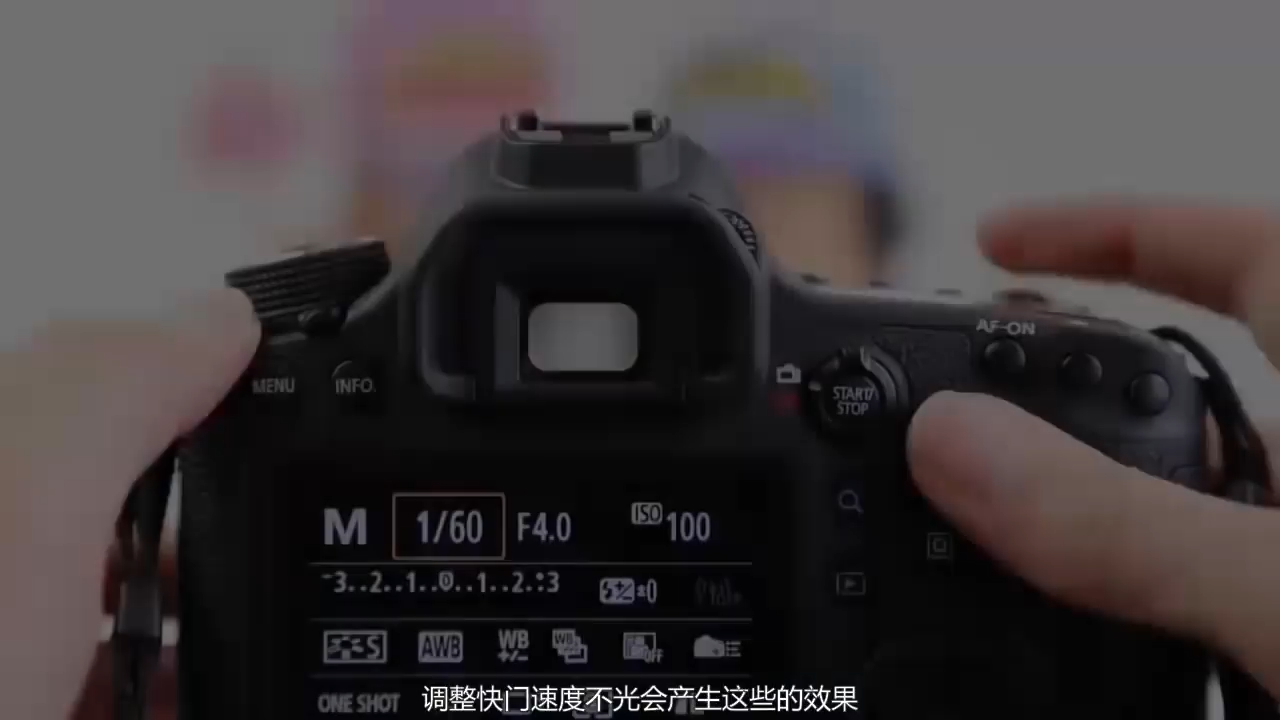 AF-ON
MENU
INFO.
START/
STOP
M 1/60 F4.0 ISO 100
-3..2..1..0..1..2.:3 ±0
S AWB WB +/- WB OFF
ONE SHOT
调整快门速度不光会产生这些的效果